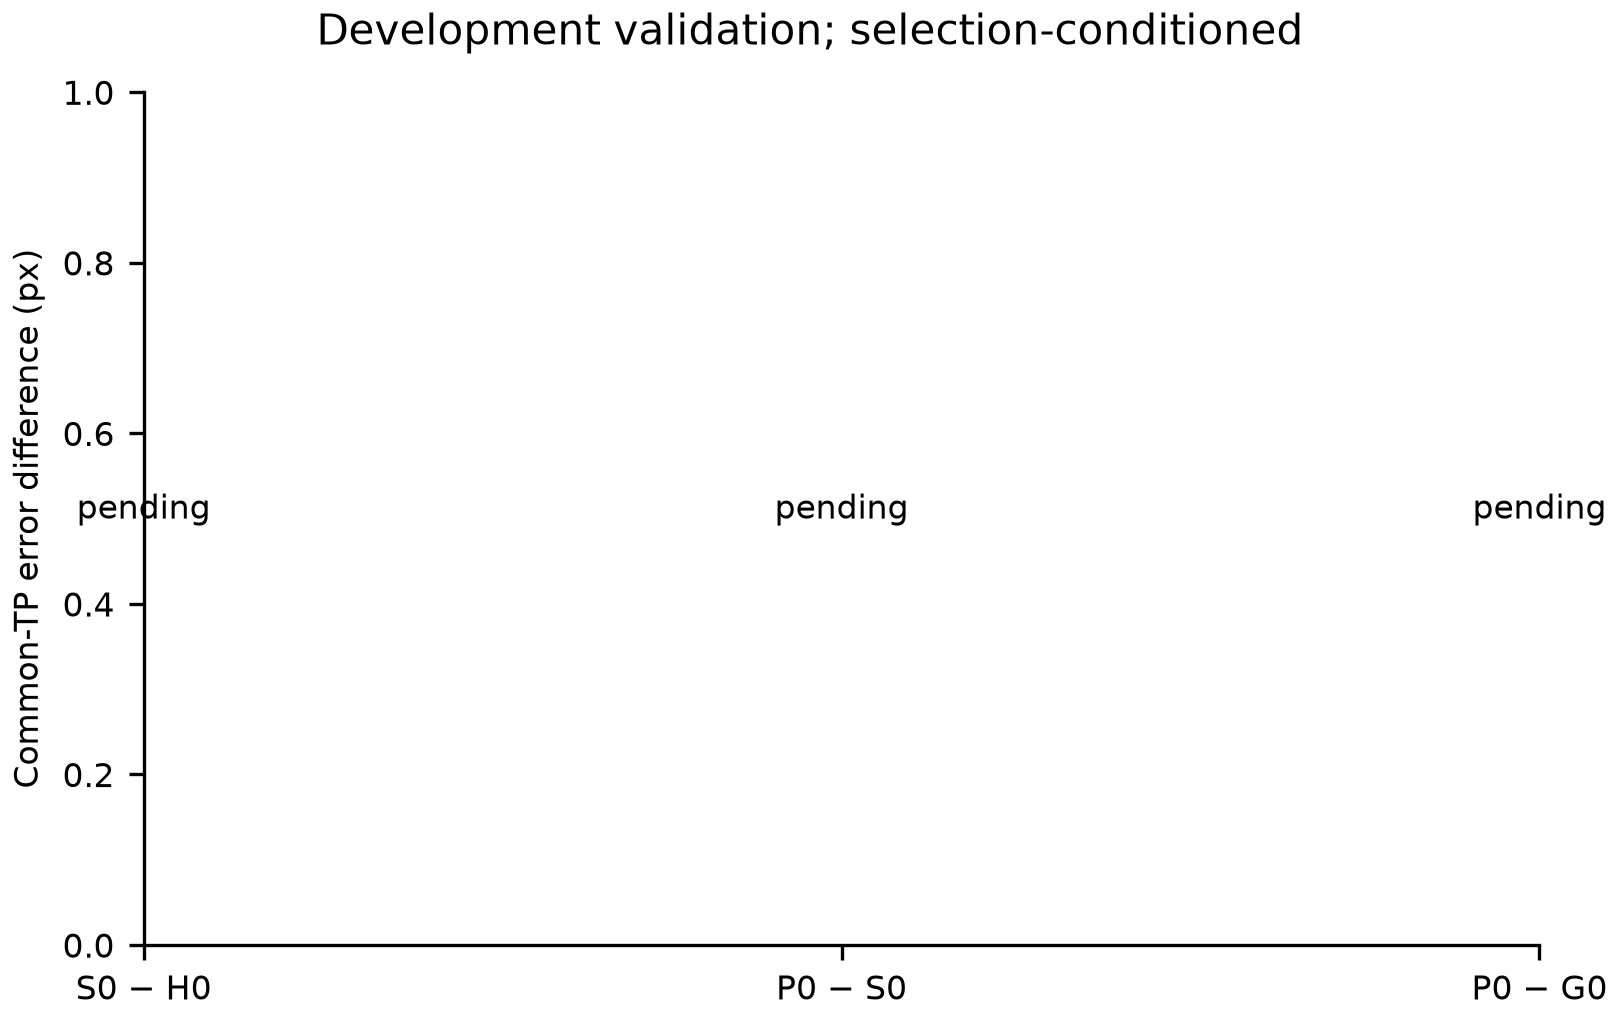 Development validation; selection-conditioned
Common-TP error difference (px)
1.0
0.8
0.6
pending pending pending
0.4
0.2
0.0
S0 − H0 P0 − S0 P0 − G0